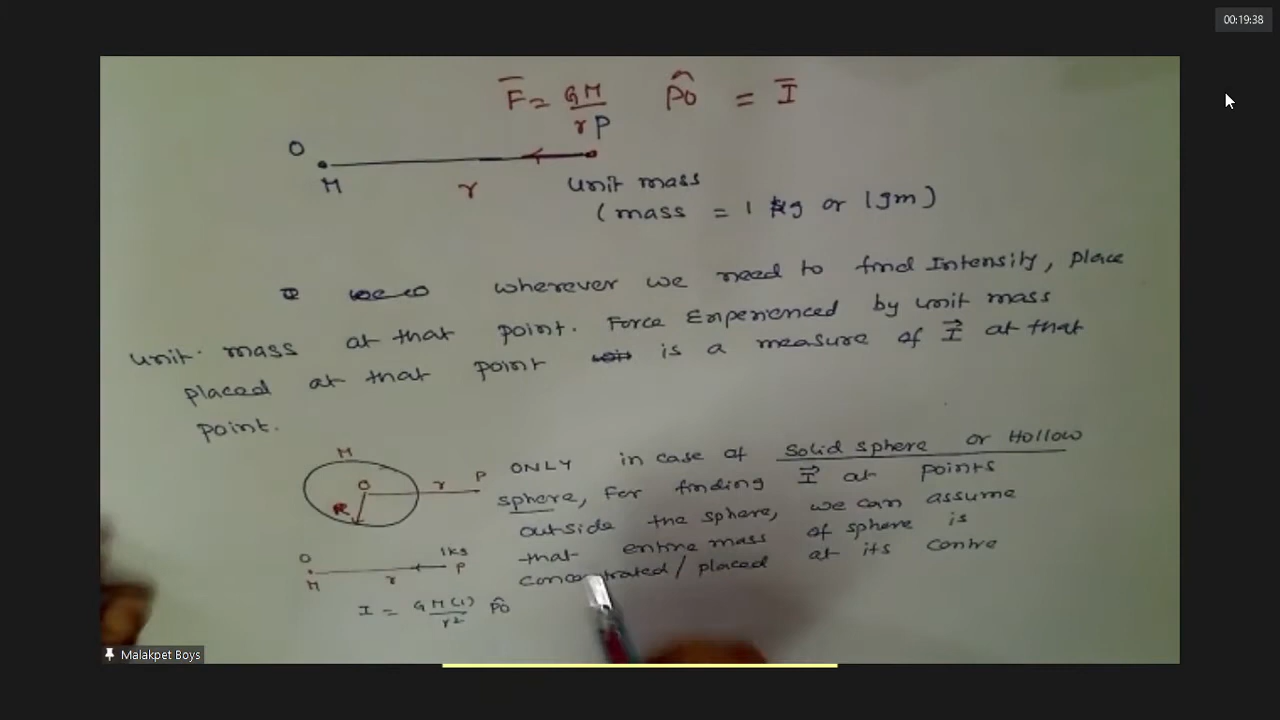 00:19:38
F̅ = GM/r P̂O = I̅
O P
M r unit mass
(mass = 1 kg or 1gm)
wherever we need to find Intensity, place
unit mass at that point. Force Enperienced by unit mass
placed at that point is a measure of I⃗ at that
point.
M
O r P
R
ONLY in case of Solid sphere or Hollow
sphere, For finding I⃗ at points
outside the sphere, we can assume
that entire mass of sphere is
concentrated / placed at its centre
O 1kg
M r P
I = GM(1)/r² P̂O
Malakpet Boys